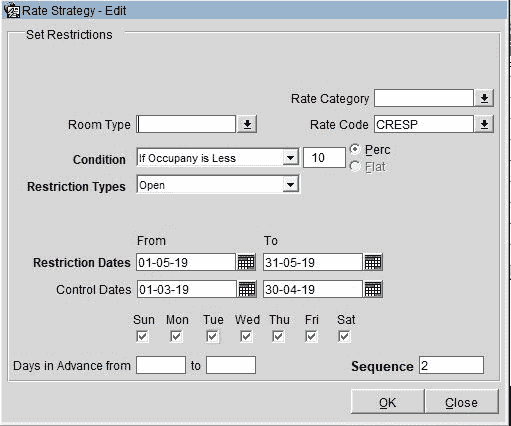 Rate Strategy - Edit
Set Restrictions
Rate Category
Room Type Rate Code CRESP
Condition If Occupany is Less 10 Perc
Flat
Restriction Types Open
From To
Restriction Dates 01-05-19 31-05-19
Control Dates 01-03-19 30-04-19
Sun Mon Tue Wed Thu Fri Sat
Days in Advance from to Sequence 2
OK Close